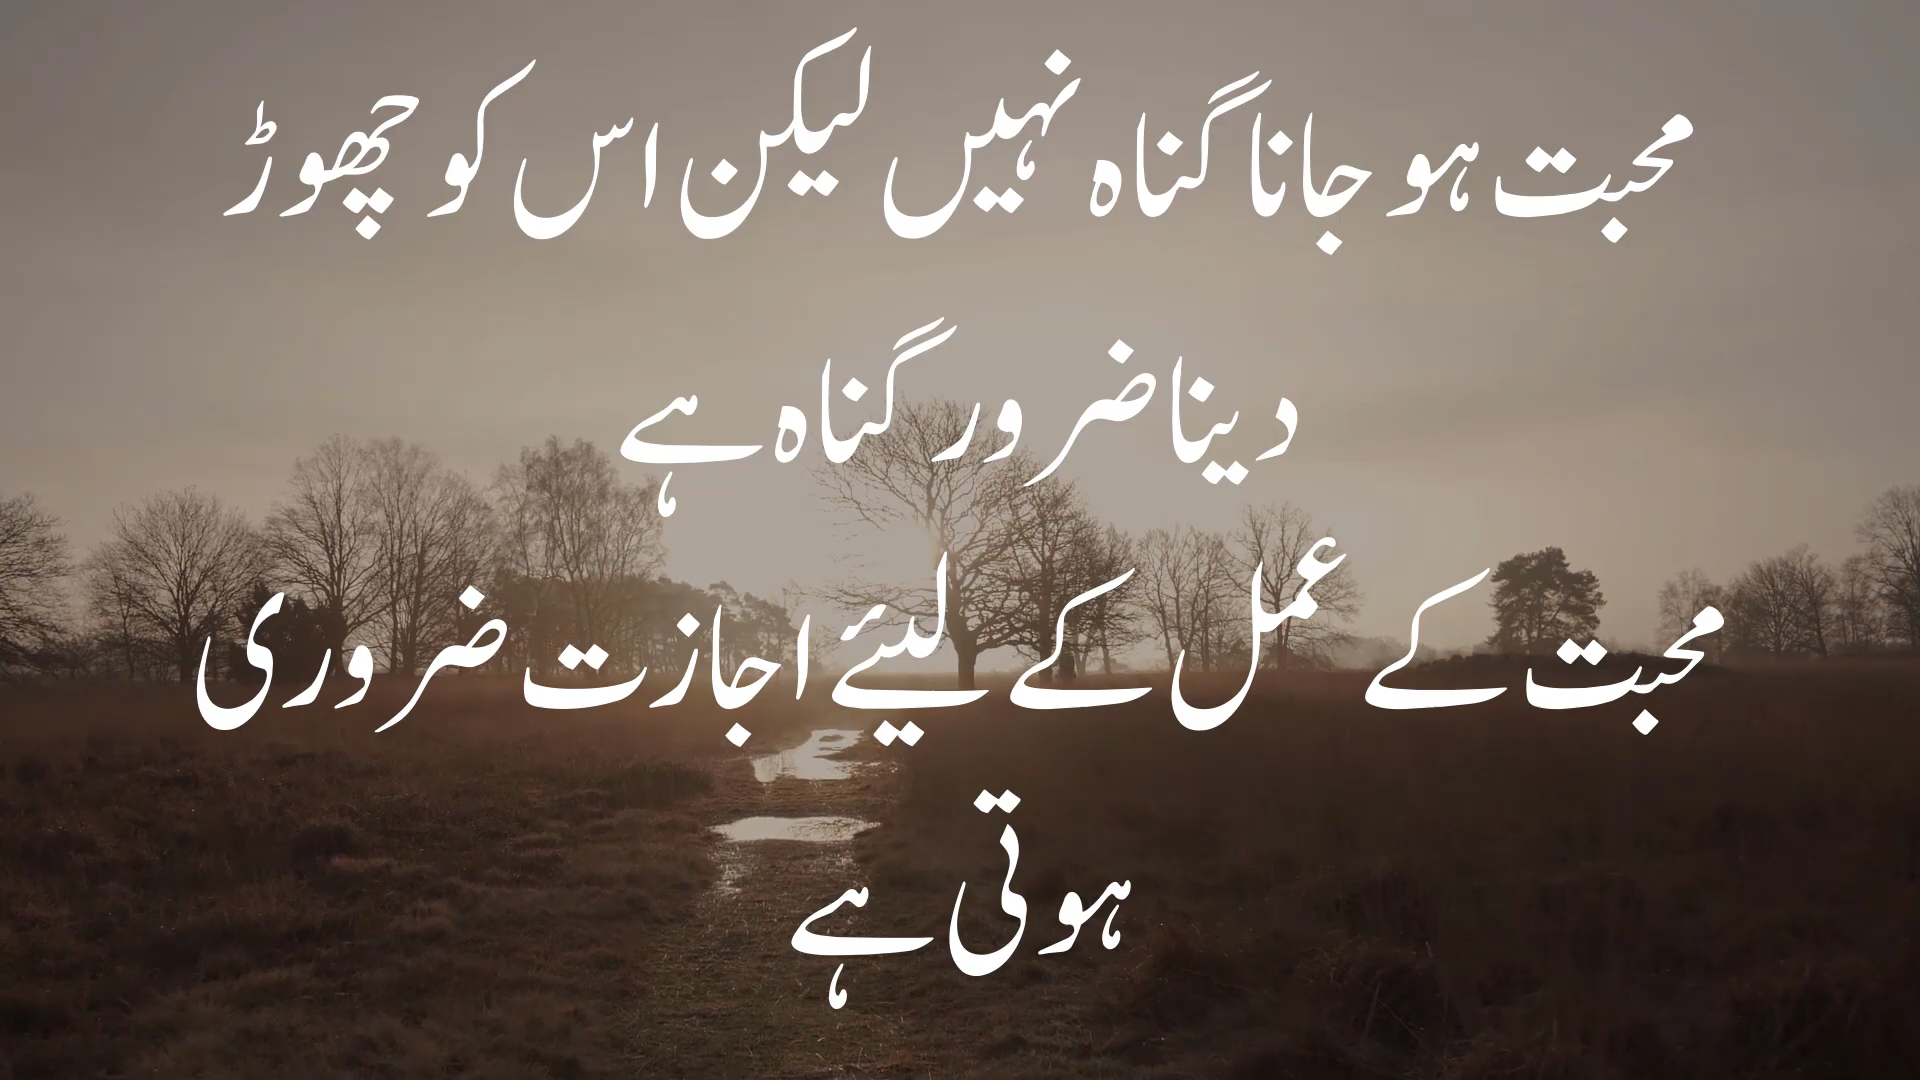 محبت ہو جانا گناہ نہیں لیکن اس کو چھوڑ
دینا ضرور گناہ ہے
محبت کے عمل کے لیئے اجازت ضروری
ہوتی ہے